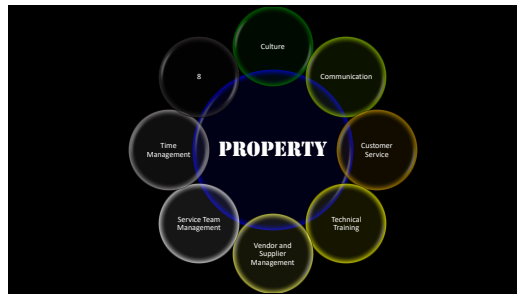 Culture
Communication
Customer
Service
Technical
Training
Vendor and
Supplier
Management
Service Team
Management
Time
Management
8
PROPERTY